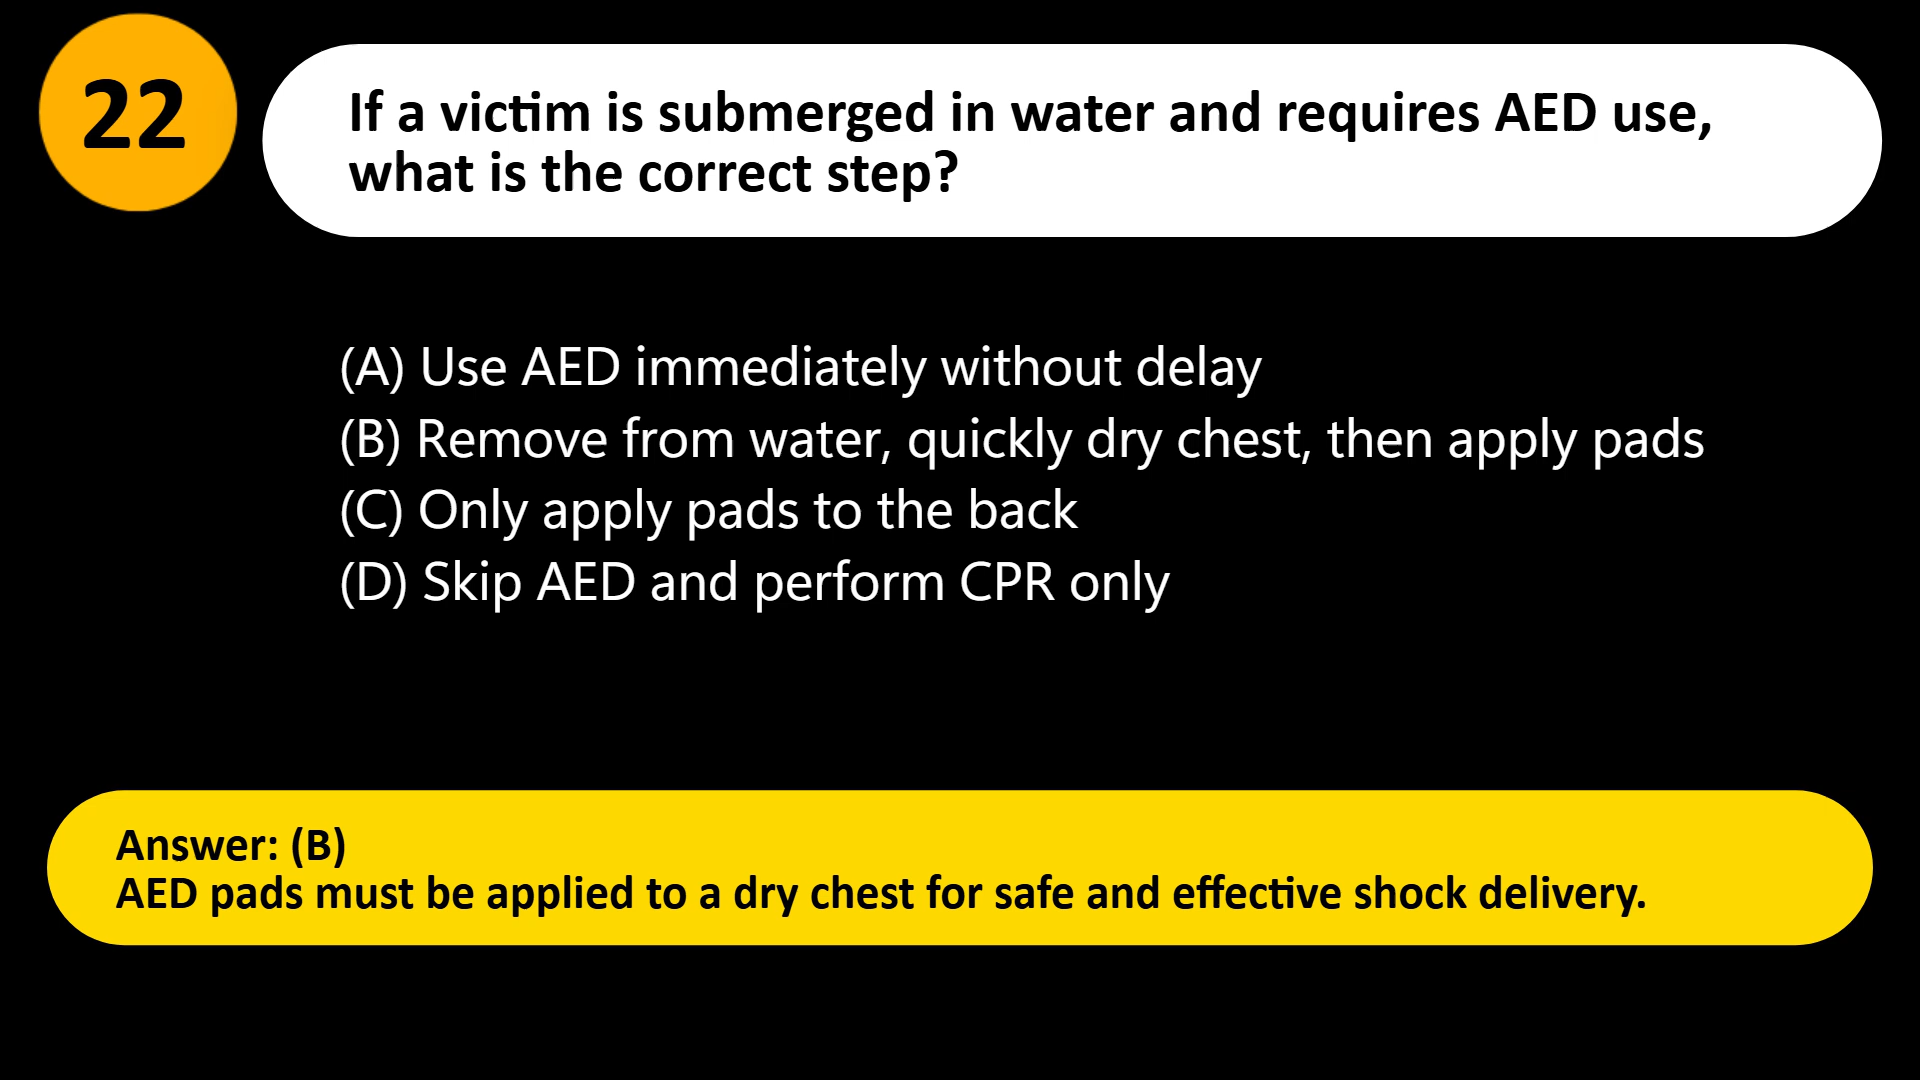 22
If a victim is submerged in water and requires AED use,
what is the correct step?
(A) Use AED immediately without delay
(B) Remove from water, quickly dry chest, then apply pads
(C) Only apply pads to the back
(D) Skip AED and perform CPR only
Answer: (B)
AED pads must be applied to a dry chest for safe and effective shock delivery.